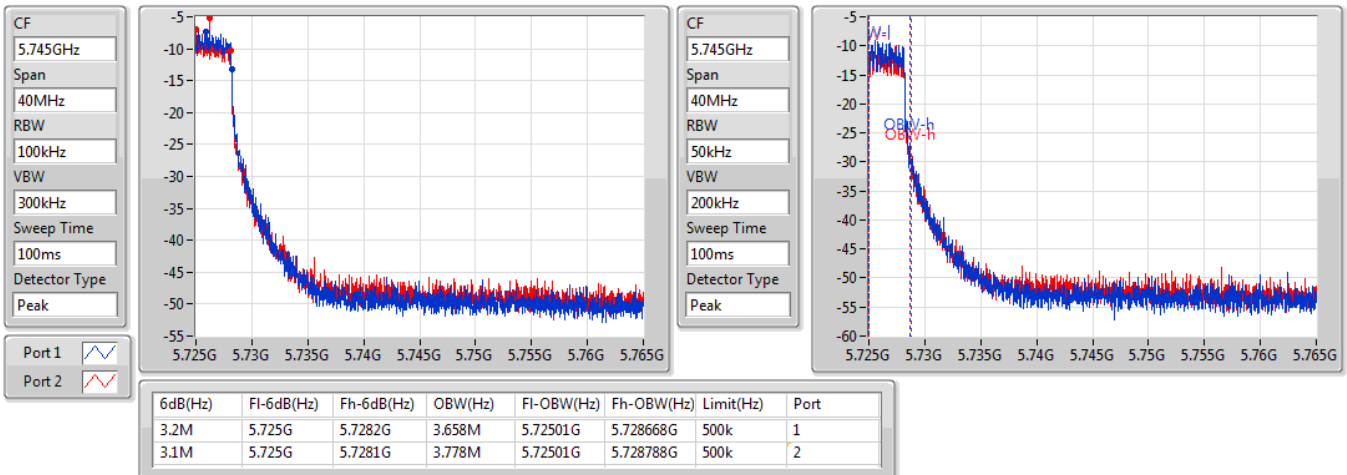 CF
5.745GHz
Span
40MHz
RBW
100kHz
VBW
300kHz
Sweep Time
100ms
Detector Type
Peak
Port 1
Port 2
-5
-10
-15
-20
-25
-30
-35
-40
-45
-50
-55
5.725G 5.73G 5.735G 5.74G 5.745G 5.75G 5.755G 5.76G 5.765G
CF
5.745GHz
Span
40MHz
RBW
50kHz
VBW
200kHz
Sweep Time
100ms
Detector Type
Peak
-5
-10
-15
-20
-25
-30
-35
-40
-45
-50
-55
-60
W-l
OBW-h
OBW-h
5.725G 5.73G 5.735G 5.74G 5.745G 5.75G 5.755G 5.76G 5.765G
6dB(Hz) Fl-6dB(Hz) Fh-6dB(Hz) OBW(Hz) Fl-OBW(Hz) Fh-OBW(Hz) Limit(Hz) Port
3.2M 5.725G 5.7282G 3.658M 5.72501G 5.728668G 500k 1
3.1M 5.725G 5.7281G 3.778M 5.72501G 5.728788G 500k 2